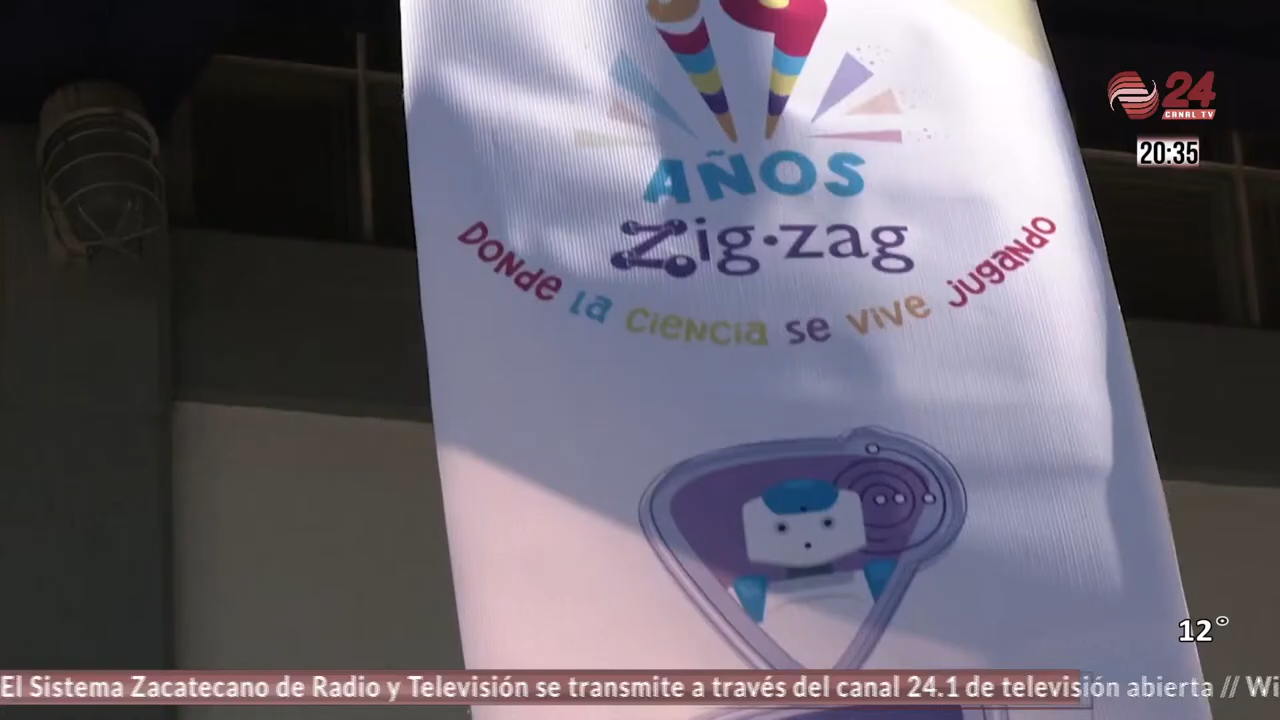 24
CANAL TV
20:35
AÑOS
Zig·zag
DONDE la CIENCIA se VIVE jUGANDO
12°
El Sistema Zacatecano de Radio y Televisión se transmite a través del canal 24.1 de televisión abierta // Wi